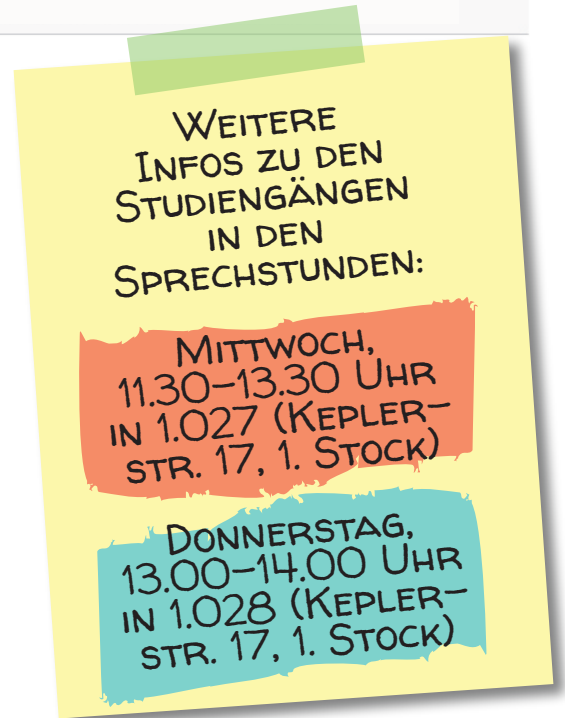 Weitere
Infos zu den
Studiengängen
in den
Sprechstunden:
Mittwoch,
11.30–13.30 Uhr
in 1.027 (Kepler-
str. 17, 1. Stock)
Donnerstag,
13.00–14.00 Uhr
in 1.028 (Kepler-
str. 17, 1. Stock)